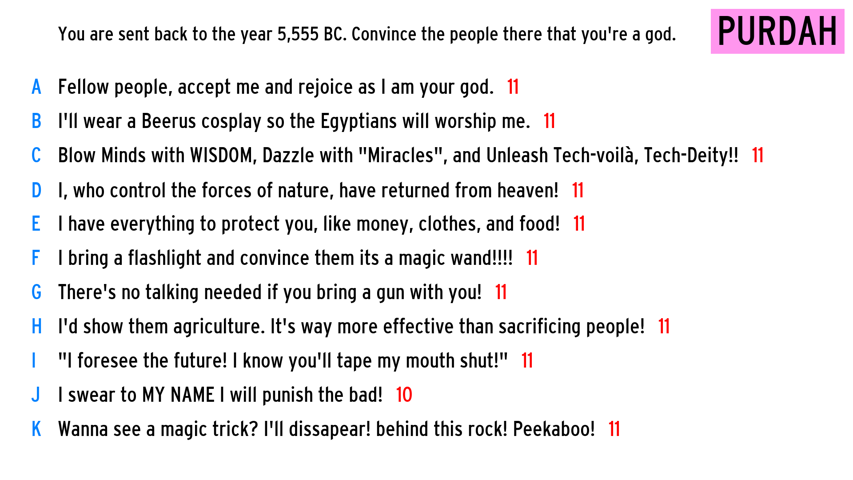 You are sent back to the year 5,555 BC. Convince the people there that you're a god.
PURDAH
A Fellow people, accept me and rejoice as I am your god. 11
B I'll wear a Beerus cosplay so the Egyptians will worship me. 11
C Blow Minds with WISDOM, Dazzle with "Miracles", and Unleash Tech-voilà, Tech-Deity!! 11
D I, who control the forces of nature, have returned from heaven! 11
E I have everything to protect you, like money, clothes, and food! 11
F I bring a flashlight and convince them its a magic wand!!!! 11
G There's no talking needed if you bring a gun with you! 11
H I'd show them agriculture. It's way more effective than sacrificing people! 11
I "I foresee the future! I know you'll tape my mouth shut!" 11
J I swear to MY NAME I will punish the bad! 10
K Wanna see a magic trick? I'll dissapear! behind this rock! Peekaboo! 11